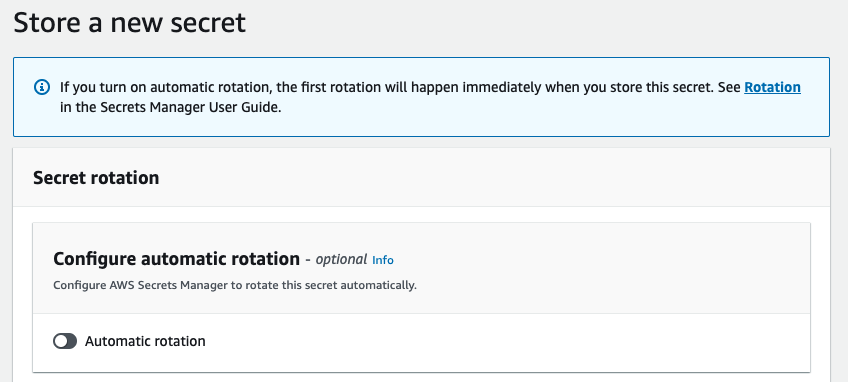 Store a new secret
If you turn on automatic rotation, the first rotation will happen immediately when you store this secret. See Rotation
in the Secrets Manager User Guide.
Secret rotation
Configure automatic rotation - optional Info
Configure AWS Secrets Manager to rotate this secret automatically.
Automatic rotation